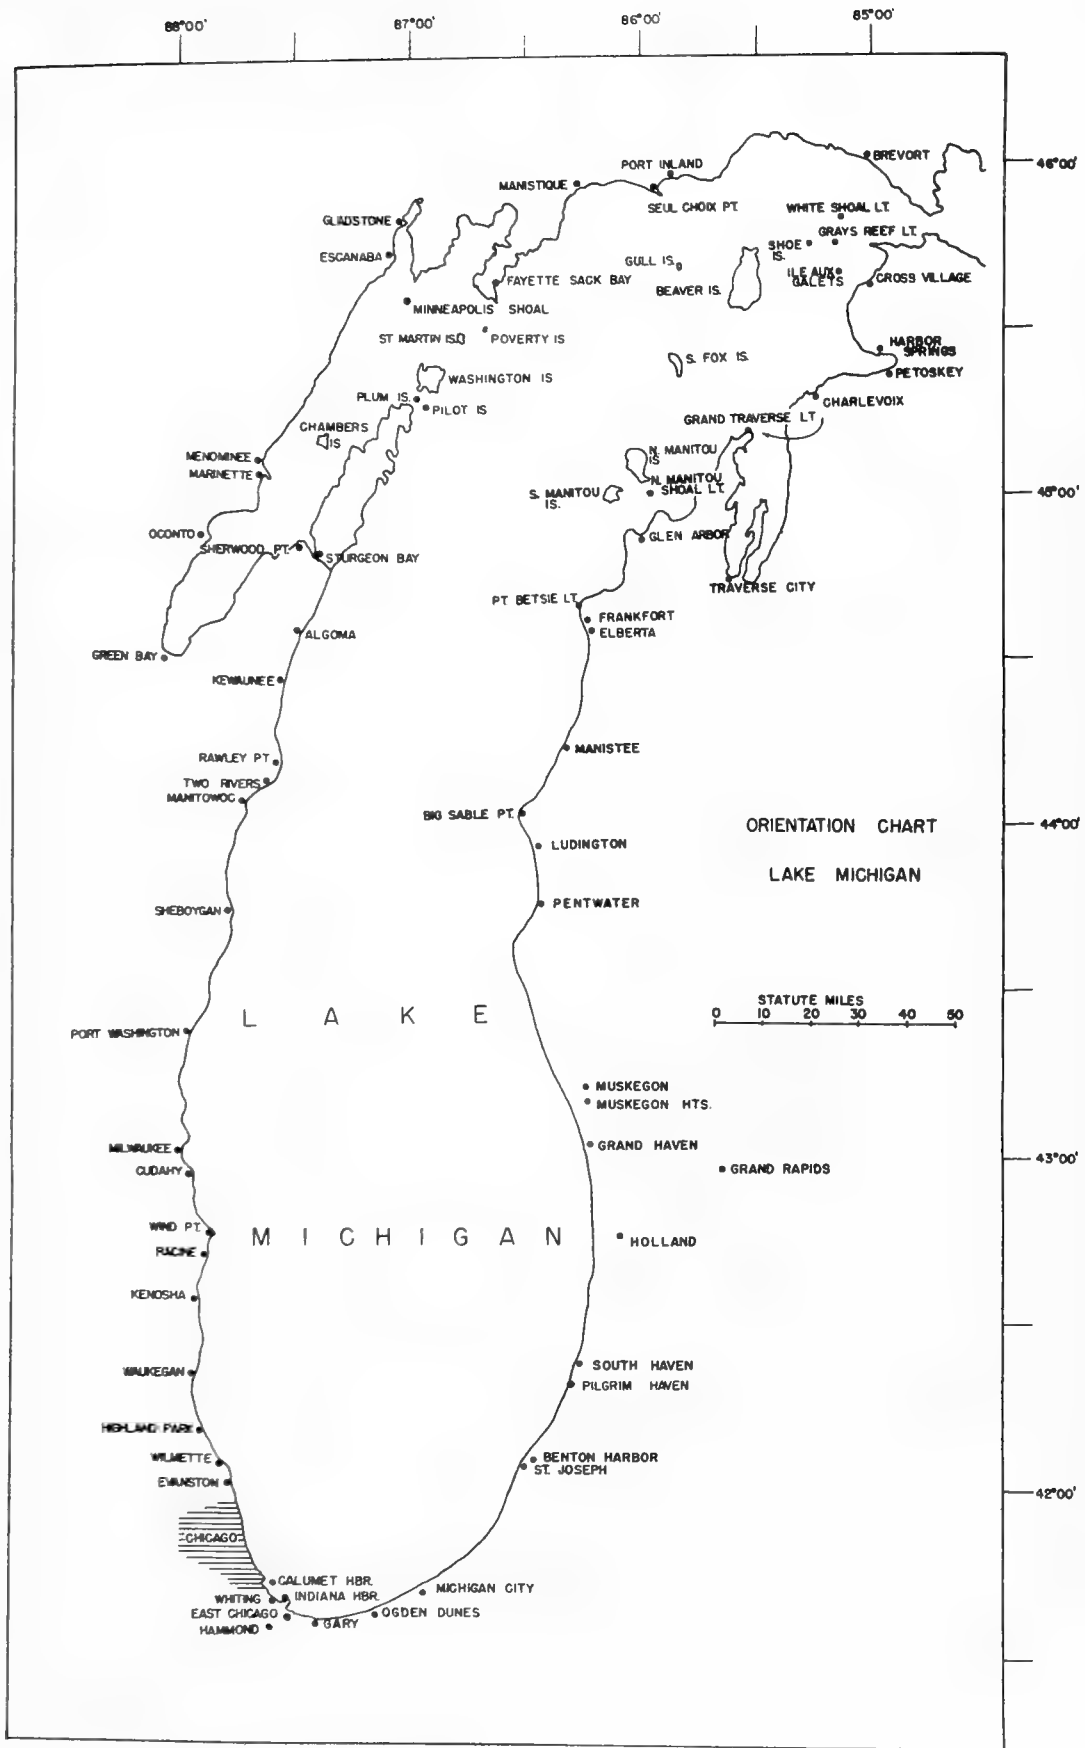 88°00'
87°00'
86°00'
85°00'
46°00'
BREVORT
PORT INLAND
MANISTIQUE
SEUL CHOIX PT.
WHITE SHOAL LT.
GLADSTONE
GRAYS REEF LT.
SHOE
IS.
ESCANABA
GULL IS.
ILE AUX
GALETS
CROSS VILLAGE
FAYETTE SACK BAY
BEAVER IS.
MINNEAPOLIS SHOAL
ST MARTIN IS.
POVERTY IS
HARBOR
SPRINGS
S. FOX IS.
PETOSKEY
WASHINGTON IS
PLUM IS.
PILOT IS
CHARLEVOIX
GRAND TRAVERSE LT
CHAMBERS
IS
N. MANITOU
IS
MENOMINEE
MARINETTE
N. MANITOU
SHOAL LT.
S. MANITOU
IS.
45°00'
OCONTO
GLEN ARBOR
SHERWOOD PT.
STURGEON BAY
TRAVERSE CITY
PT. BETSIE LT.
FRANKFORT
ELBERTA
ALGOMA
GREEN BAY
KEWAUNEE
MANISTEE
RAWLEY PT.
TWO RIVERS
MANITOWOC
BIG SABLE PT.
44°00'
ORIENTATION CHART
LUDINGTON
LAKE MICHIGAN
PENTWATER
SHEBOYGAN
STATUTE MILES
0 10 25 30 40 50
LAKE
PORT WASHINGTON
MUSKEGON
MUSKEGON HTS.
GRAND HAVEN
MILWAUKEE
43°00'
GRAND RAPIDS
CUDAHY
WIND PT.
MICHIGAN
HOLLAND
RACINE
KENOSHA
SOUTH HAVEN
WAUKEGAN
PILGRIM HAVEN
HIGHLAND PARK
WILMETTE
BENTON HARBOR
ST. JOSEPH
EVANSTON
42°00'
CHICAGO
CALUMET HBR.
MICHIGAN CITY
WHITING
INDIANA HBR.
EAST CHICAGO
OGDEN DUNES
GARY
HAMMOND